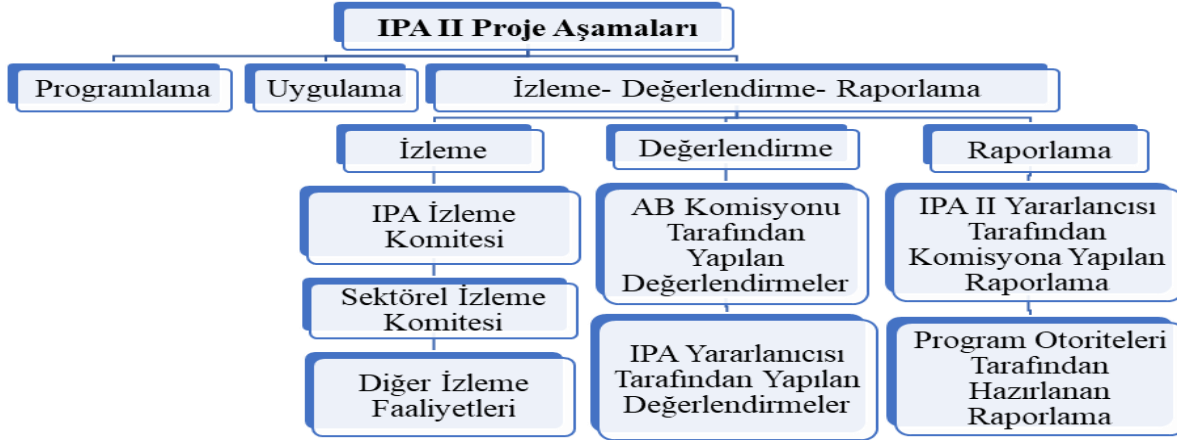 IPA II Proje Aşamaları
Programlama
Uygulama
İzleme- Değerlendirme- Raporlama
İzleme
Değerlendirme
Raporlama
IPA İzleme
Komitesi
Sektörel İzleme
Komitesi
Diğer İzleme
Faaliyetleri
AB Komisyonu
Tarafından
Yapılan
Değerlendirmeler
IPA Yararlanıcısı
Tarafından Yapılan
Değerlendirmeler
IPA II Yararlancısı
Tarafından
Komisyona Yapılan
Raporlama
Program Otoriteleri
Tarafından
Hazırlanan
Raporlama